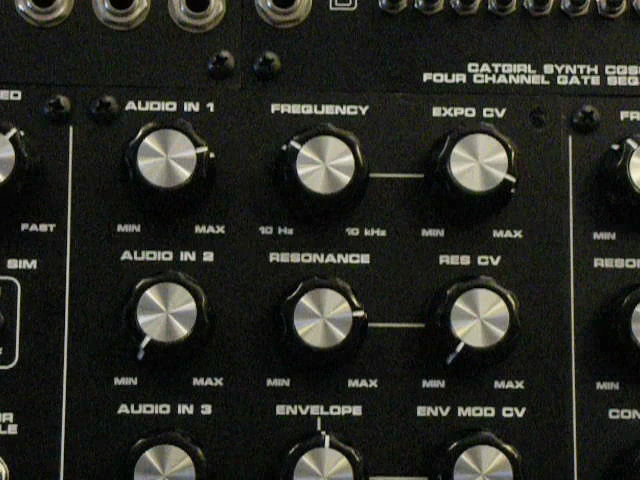 CATGIRL SYNTH
FOUR CHANNEL GATE
AUDIO IN 1
FREQUENCY
EXPO CV
FAST
MIN
MAX
10 Hz
10 kHz
MIN
MAX
MIN
SIM
AUDIO IN 2
RESONANCE
RES CV
MIN
MAX
MIN
MAX
MIN
MAX
MIN
AUDIO IN 3
ENVELOPE
ENV MOD CV